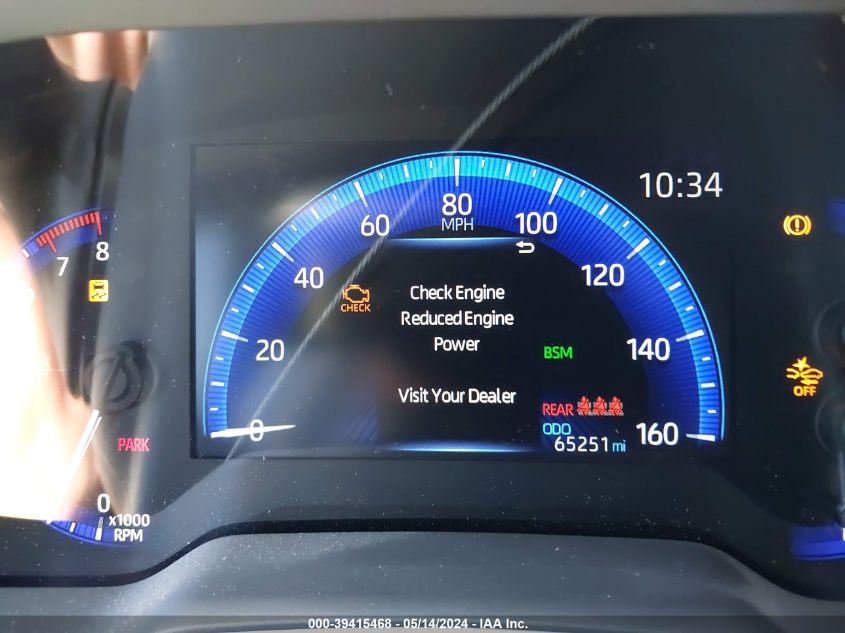 10:34
80
MPH
60
100
40
120
7
8
CHECK
Check Engine
Reduced Engine
Power
Visit Your Dealer
20
BSM
140
OFF
REAR
ODO
65251 mi
0
160
PARK
0
x1000
RPM
000-39415468 - 05/14/2024 - IAA Inc.